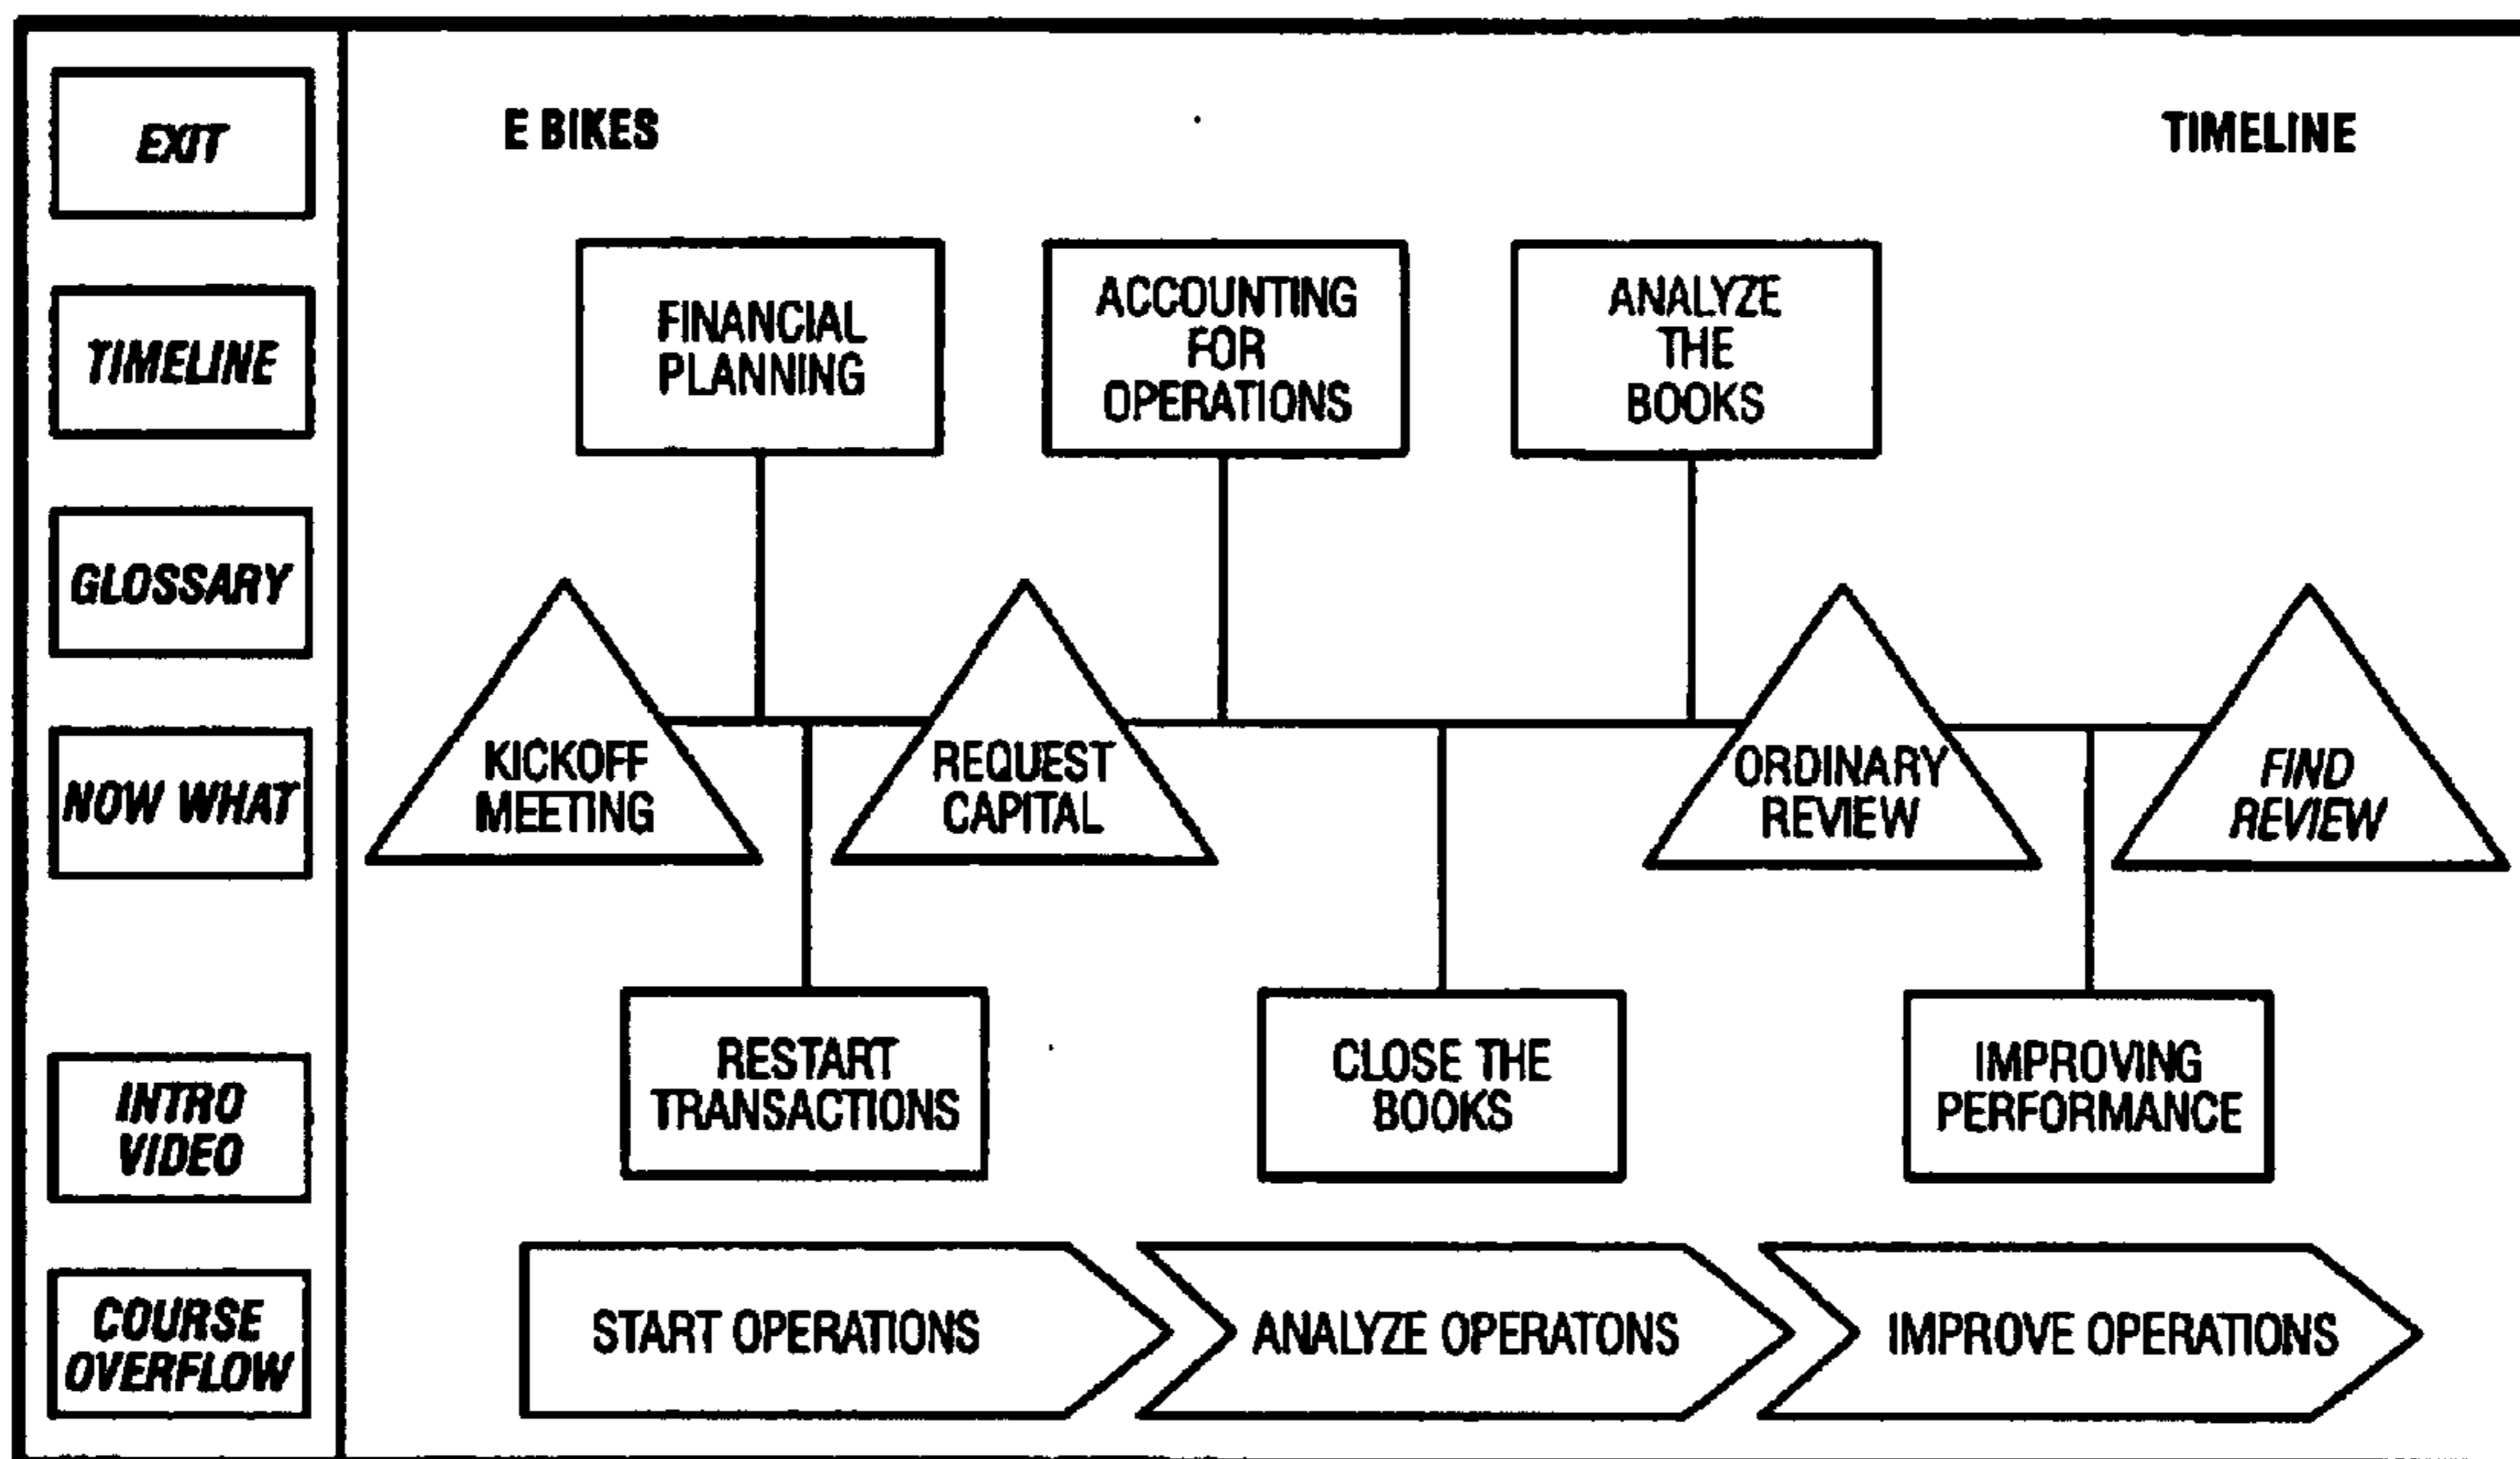 EXIT
TIMELINE
GLOSSARY
NOW WHAT
INTRO
VIDEO
COURSE
OVERFLOW
E BIKES
TIMELINE
FINANCIAL
PLANNING
ACCOUNTING
FOR
OPERATIONS
ANALYZE
THE
BOOKS
KICKOFF
MEETING
REQUEST
CAPITAL
ORDINARY
REVIEW
FIND
REVIEW
RESTART
TRANSACTIONS
CLOSE THE
BOOKS
IMPROVING
PERFORMANCE
START OPERATIONS
ANALYZE OPERATONS
IMPROVE OPERATIONS